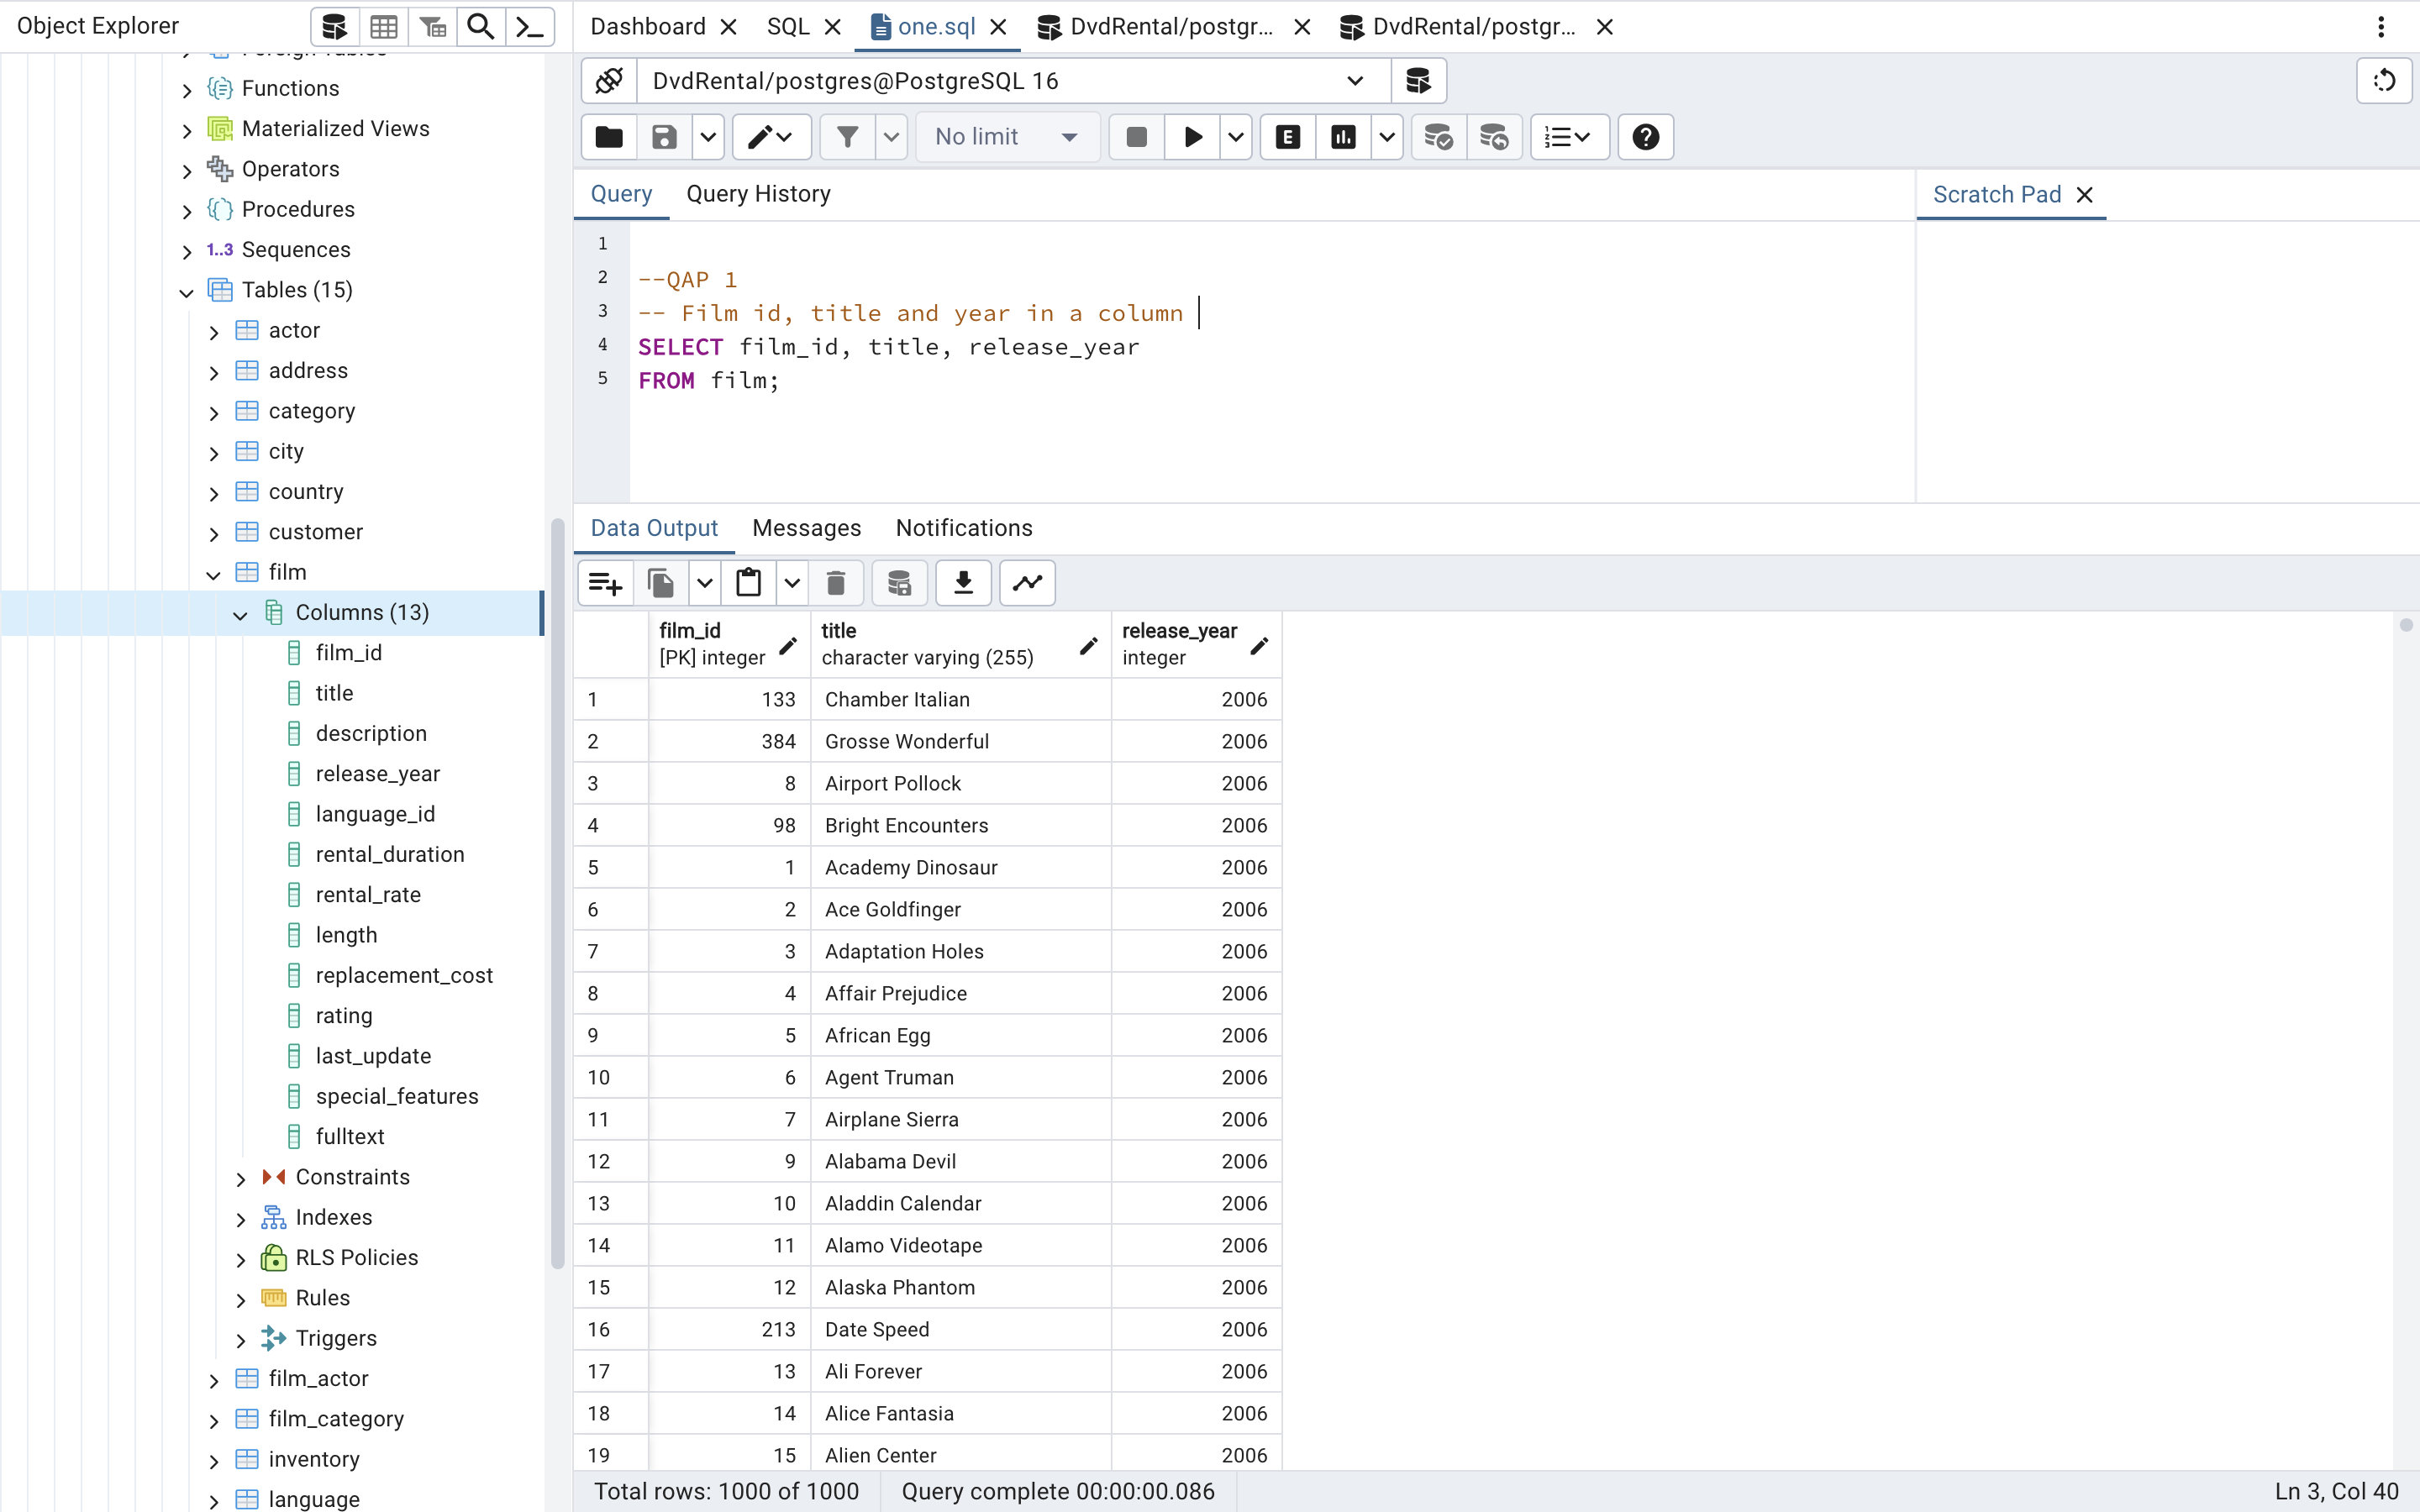 Object Explorer
Foreign Tables
Functions
Materialized Views
Operators
Procedures
1..3 Sequences
Tables (15)
actor
address
category
city
country
customer
film
Columns (13)
film_id
title
description
release_year
language_id
rental_duration
rental_rate
length
replacement_cost
rating
last_update
special_features
fulltext
Constraints
Indexes
RLS Policies
Rules
Triggers
film_actor
film_category
inventory
language
Dashboard SQL one.sql DvdRental/postgr... DvdRental/postgr...
DvdRental/postgres@PostgreSQL 16
No limit E
Query Query History Scratch Pad
1
2 --QAP 1
3 -- Film id, title and year in a column
4 SELECT film_id, title, release_year
5 FROM film;
Data Output Messages Notifications
film_id title release_year
[PK] integer character varying (255) integer
1 133 Chamber Italian 2006
2 384 Grosse Wonderful 2006
3 8 Airport Pollock 2006
4 98 Bright Encounters 2006
5 1 Academy Dinosaur 2006
6 2 Ace Goldfinger 2006
7 3 Adaptation Holes 2006
8 4 Affair Prejudice 2006
9 5 African Egg 2006
10 6 Agent Truman 2006
11 7 Airplane Sierra 2006
12 9 Alabama Devil 2006
13 10 Aladdin Calendar 2006
14 11 Alamo Videotape 2006
15 12 Alaska Phantom 2006
16 213 Date Speed 2006
17 13 Ali Forever 2006
18 14 Alice Fantasia 2006
19 15 Alien Center 2006
Total rows: 1000 of 1000 Query complete 00:00:00.086 Ln 3, Col 40